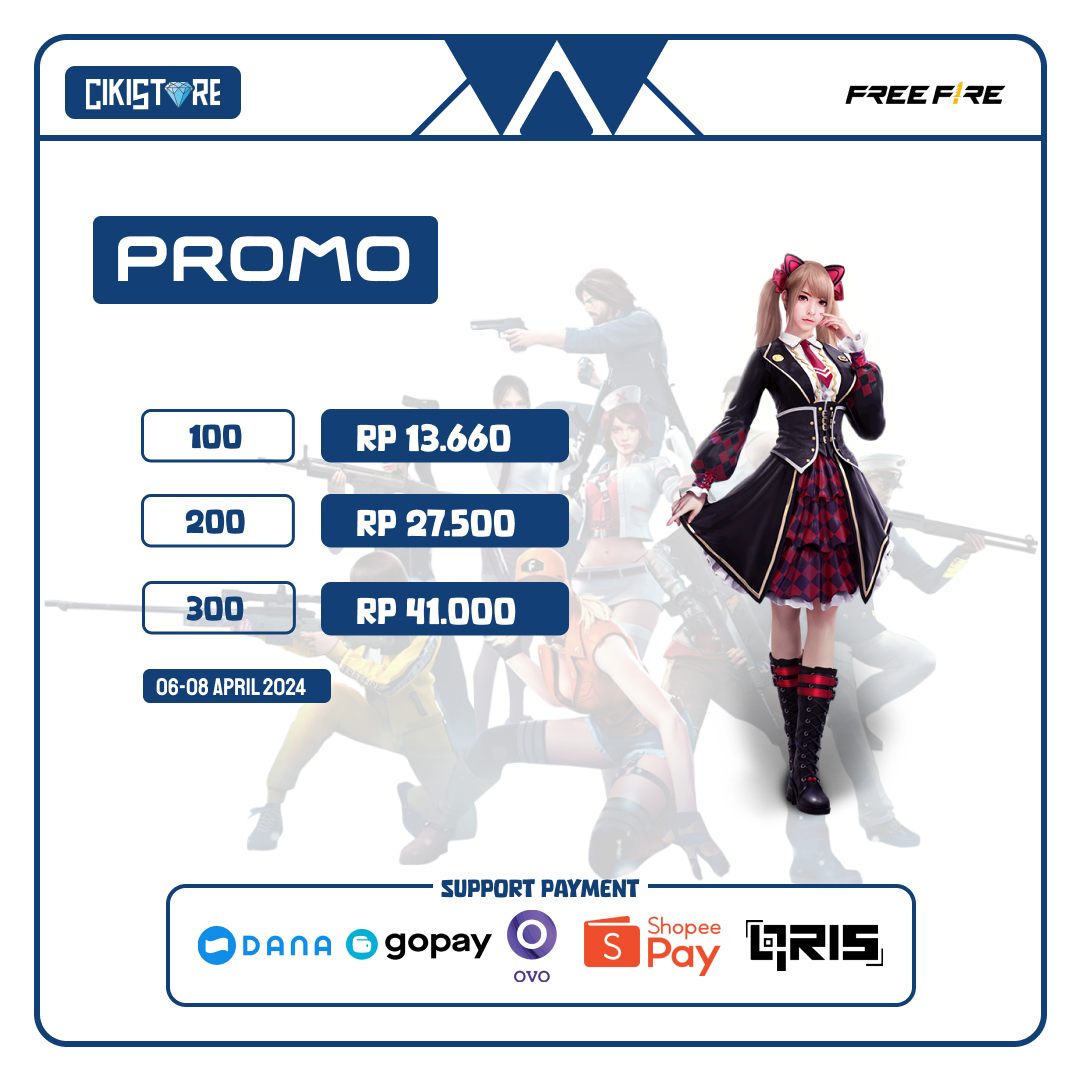 CIKISTORE
FREE FIRE
PROMO
100 RP 13.660
200 RP 27.500
300 RP 41.000
06-08 APRIL 2024
SUPPORT PAYMENT
DANA gopay OVO Shopee Pay QRIS